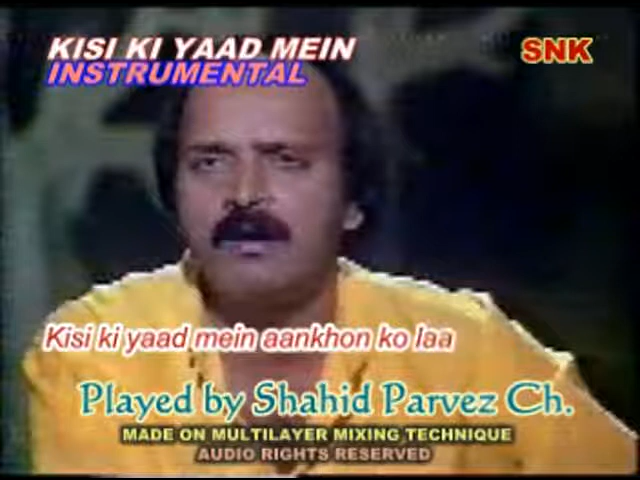 KISI KI YAAD MEIN
SNK
INSTRUMENTAL
Kisi ki yaad mein aankhon ko laa
Played by Shahid Parvez Ch.
MADE ON MULTILAYER MIXING TECHNIQUE
AUDIO RIGHTS RESERVED